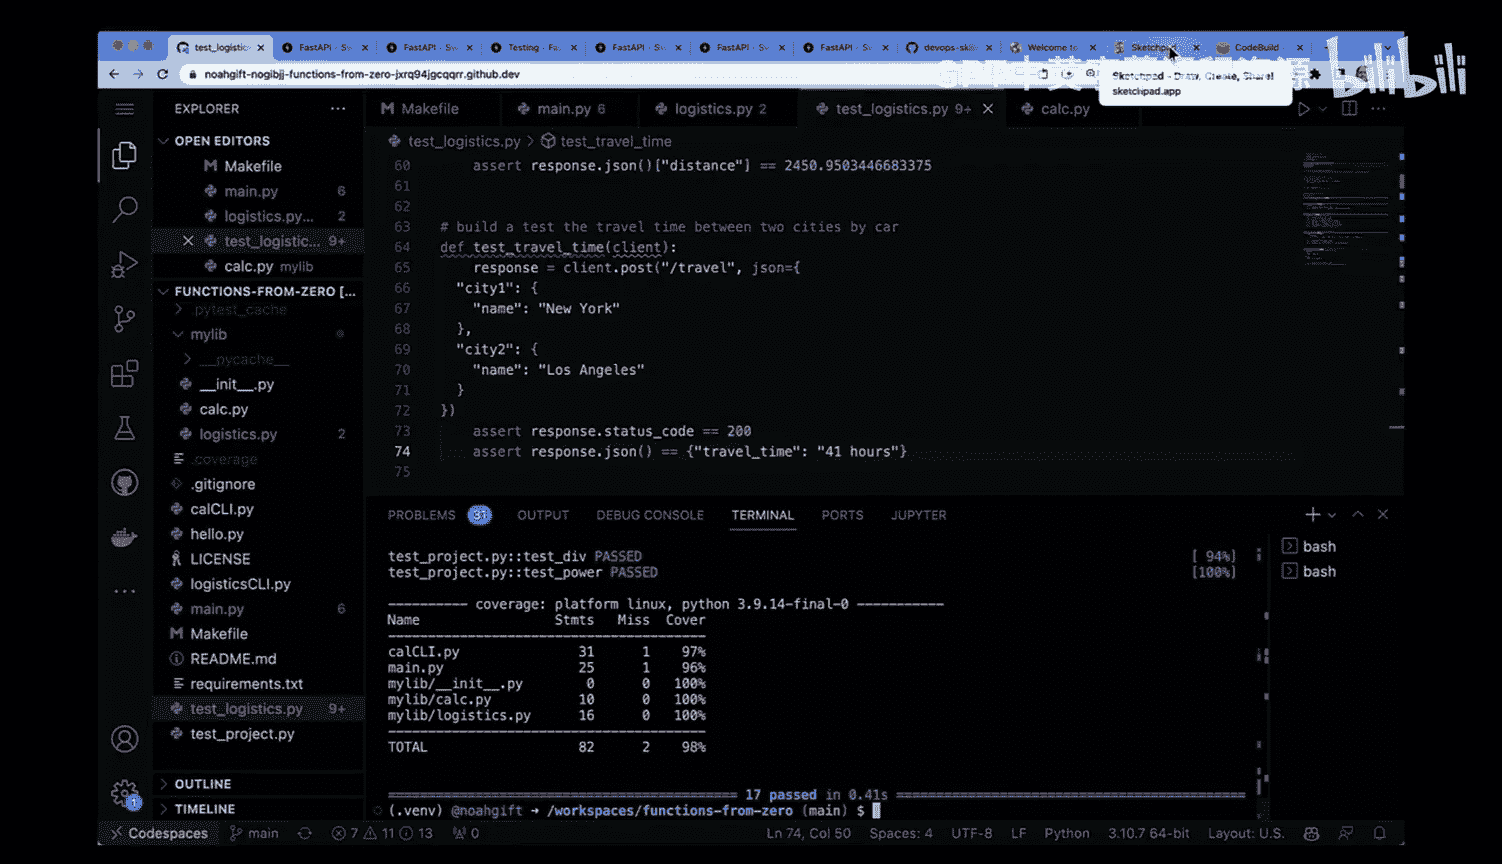 test_logistic
FastAPI - Sw
FastAPI - Sw
Testing - Fa
FastAPI - Sw
FastAPI - Sw
FastAPI - Sw
devops-skil
Welcome to
Sketchp
CodeBuild -
noahgift-nogibjj-functions-from-zero-jxrq94jgcqqrr.github.dev
bilibili
Sketchpad - Draw, Create, Share!
sketchpad.app
EXPLORER
Makefile
main.py 6
logistics.py 2
test_logistics.py 9+
calc.py
OPEN EDITORS
Makefile
main.py 6
logistics.py... 2
test_logistic... 9+
calc.py mylib
FUNCTIONS-FROM-ZERO [...
.pytest_cache
mylib
__pycache__
__init__.py
calc.py
logistics.py 2
.coverage
.gitignore
calCLI.py
hello.py
LICENSE
logisticsCLI.py
main.py 6
Makefile
README.md
requirements.txt
test_logistics.py 9+
test_project.py
OUTLINE
TIMELINE
test_logistics.py > test_travel_time
60 assert response.json()["distance"] == 2450.9503446683375
61
62
63 # build a test the travel time between two cities by car
64 def test_travel_time(client):
65 response = client.post("/travel", json={
66 "city1": {
67 "name": "New York"
68 },
69 "city2": {
70 "name": "Los Angeles"
71 }
72 })
73 assert response.status_code == 200
74 assert response.json() == {"travel_time": "41 hours"}
75
PROBLEMS 31 OUTPUT DEBUG CONSOLE TERMINAL PORTS JUPYTER
bash
bash
test_project.py::test_div PASSED [ 94%]
test_project.py::test_power PASSED [100%]
---------- coverage: platform linux, python 3.9.14-final-0 -----------
Name Stmts Miss Cover
calCLI.py 31 1 97%
main.py 25 1 96%
mylib/__init__.py 0 0 100%
mylib/calc.py 10 0 100%
mylib/logistics.py 16 0 100%
TOTAL 82 2 98%
17 passed in 0.41s
(.venv) @noahgift → /workspaces/functions-from-zero (main) $
1
Codespaces main 7 11 13 0 Ln 74, Col 50 Spaces: 4 UTF-8 LF Python 3.10.7 64-bit Layout: U.S.